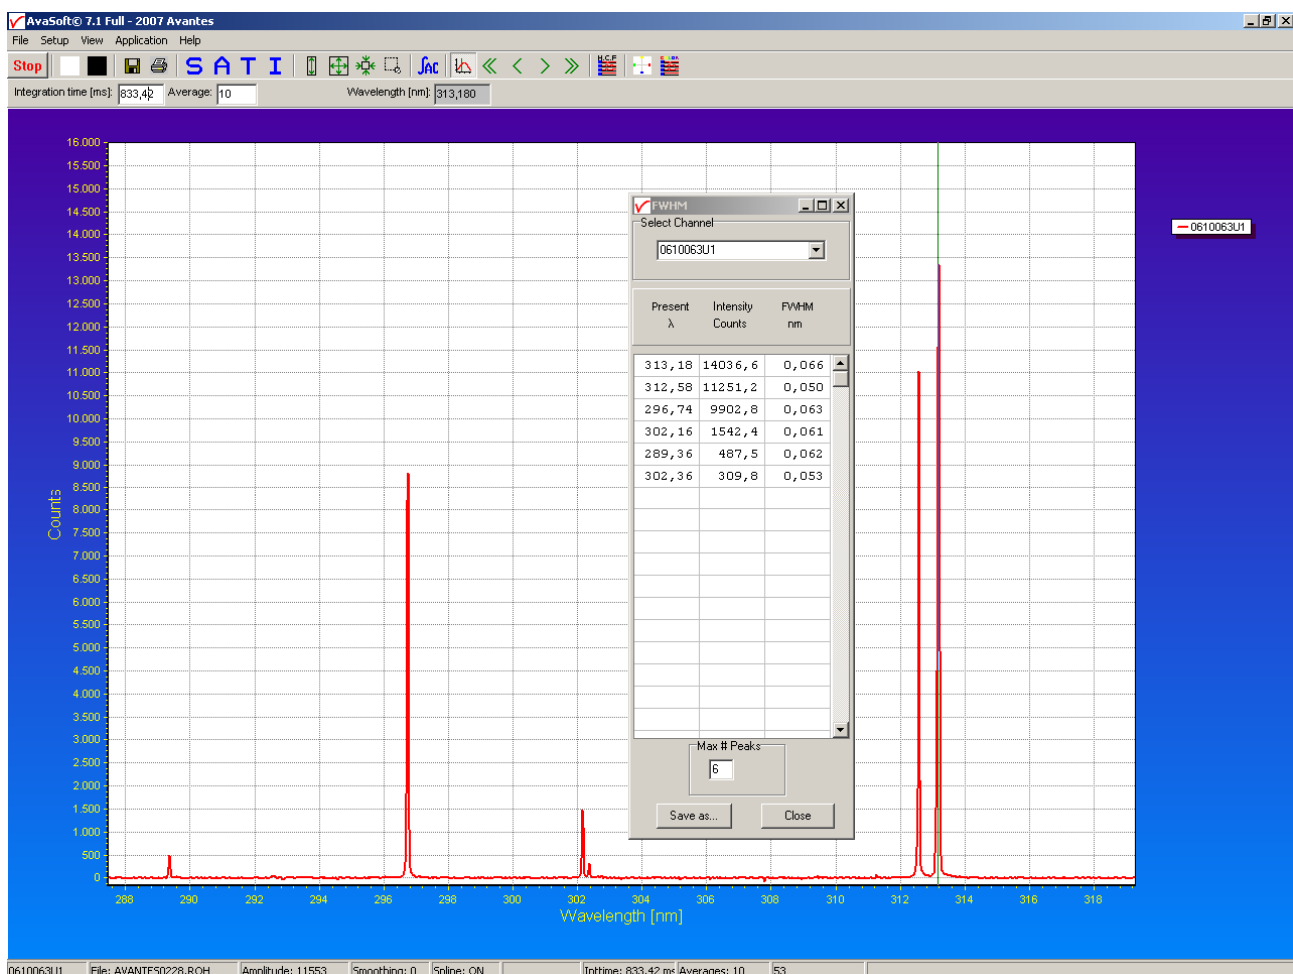 AvaSoft© 7.1 Full - 2007 Avantes
File Setup View Application Help
Stop S A T I ∫AC H.C.F
Integration time [ms]: 833,42 Average: 10 Wavelength [nm]: 313,180
16.000
15.500
15.000
14.500
14.000
13.500
13.000
12.500
12.000
11.500
11.000
10.500
10.000
9.500
9.000
8.500
8.000
7.500
7.000
6.500
6.000
5.500
5.000
4.500
4.000
3.500
3.000
2.500
2.000
1.500
1.000
500
0
Counts
288 290 292 294 296 298 300 302 304 306 308 310 312 314 316 318
Wavelength [nm]
0610063U1
FWHM
Select Channel
0610063U1
Present Intensity FWHM
λ Counts nm
313,18 14036,6 0,066
312,58 11251,2 0,050
296,74 9902,8 0,063
302,16 1542,4 0,061
289,36 487,5 0,062
302,36 309,8 0,053
Max # Peaks
6
Save as... Close
0610063U1 File: AVANTES0228.ROH Amplitude: 11553 Smoothing: 0 Spline: ON Inttime: 833.42 ms Averages: 10 53